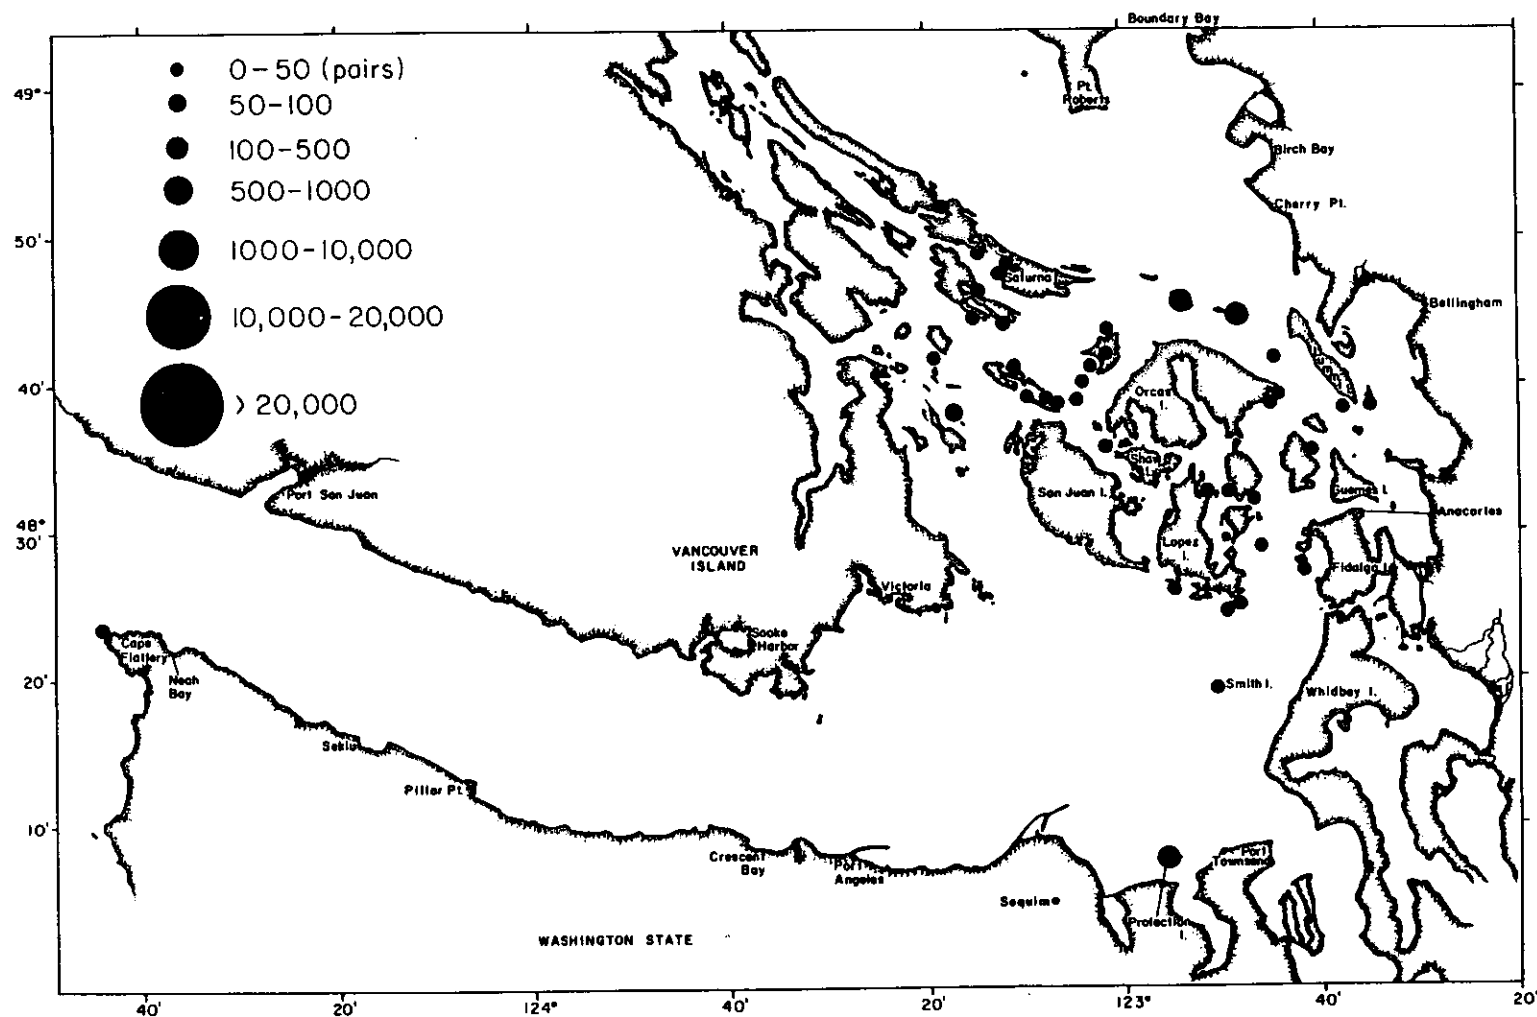 Boundary Bay
0-50 (pairs)
50-100
100-500
500-1000
1000-10,000
10,000-20,000
> 20,000
49°
50'
40'
48°
30'
20'
10'
Pt.
Roberts
Birch Bay
Cherry Pt.
Bellingham
Saturna
Orcas
I.
Shaw
I.
San Juan I.
Lopez
I.
Guemes I.
Anacortes
Fidalgo I.
Port San Juan
VANCOUVER
ISLAND
Victoria
Sooke
Harbor
Cape
Flattery
Neah
Bay
Smith I.
Whidbey I.
Sekiu
Pillar Pt.
Crescent
Bay
Port
Angeles
Port
Townsend
Sequim
Protection
I.
WASHINGTON STATE
40'
20'
124°
40'
20'
123°
40'
20'